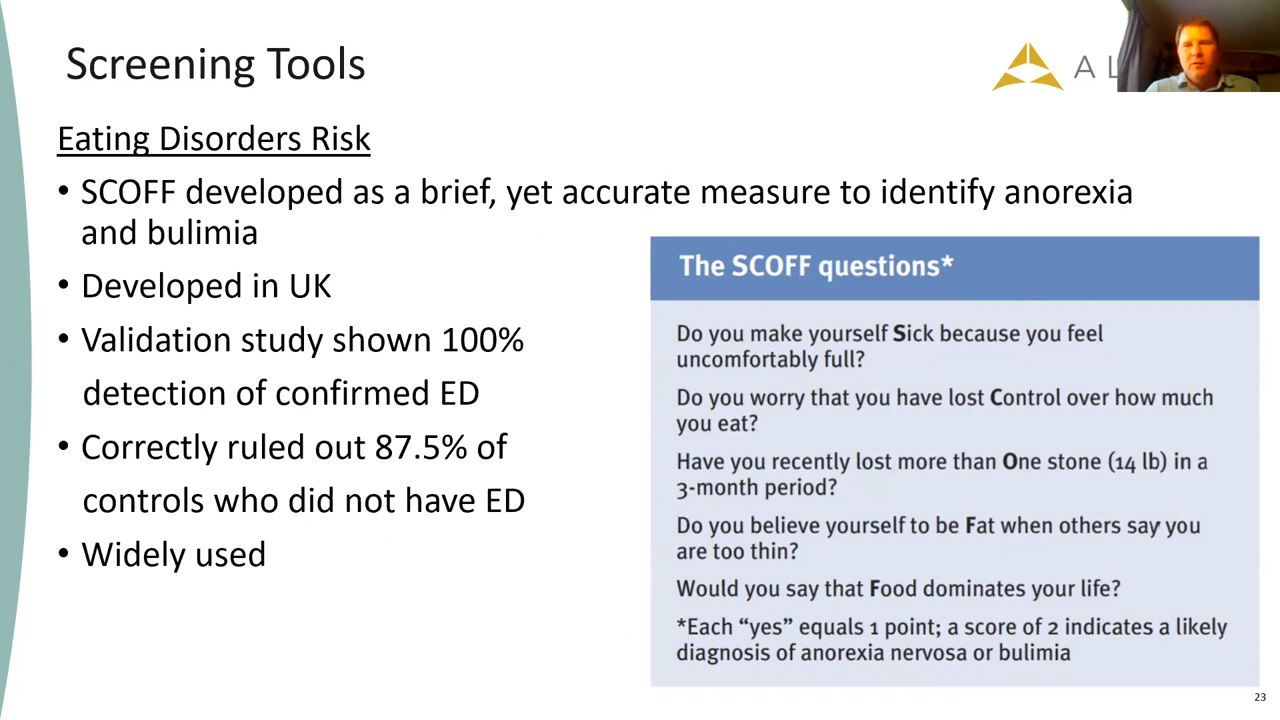 Screening Tools
AL
Eating Disorders Risk
• SCOFF developed as a brief, yet accurate measure to identify anorexia
and bulimia
• Developed in UK
• Validation study shown 100%
detection of confirmed ED
• Correctly ruled out 87.5% of
controls who did not have ED
• Widely used
The SCOFF questions*
Do you make yourself Sick because you feel
uncomfortably full?
Do you worry that you have lost Control over how much
you eat?
Have you recently lost more than One stone (14 lb) in a
3-month period?
Do you believe yourself to be Fat when others say you
are too thin?
Would you say that Food dominates your life?
*Each “yes” equals 1 point; a score of 2 indicates a likely
diagnosis of anorexia nervosa or bulimia
23